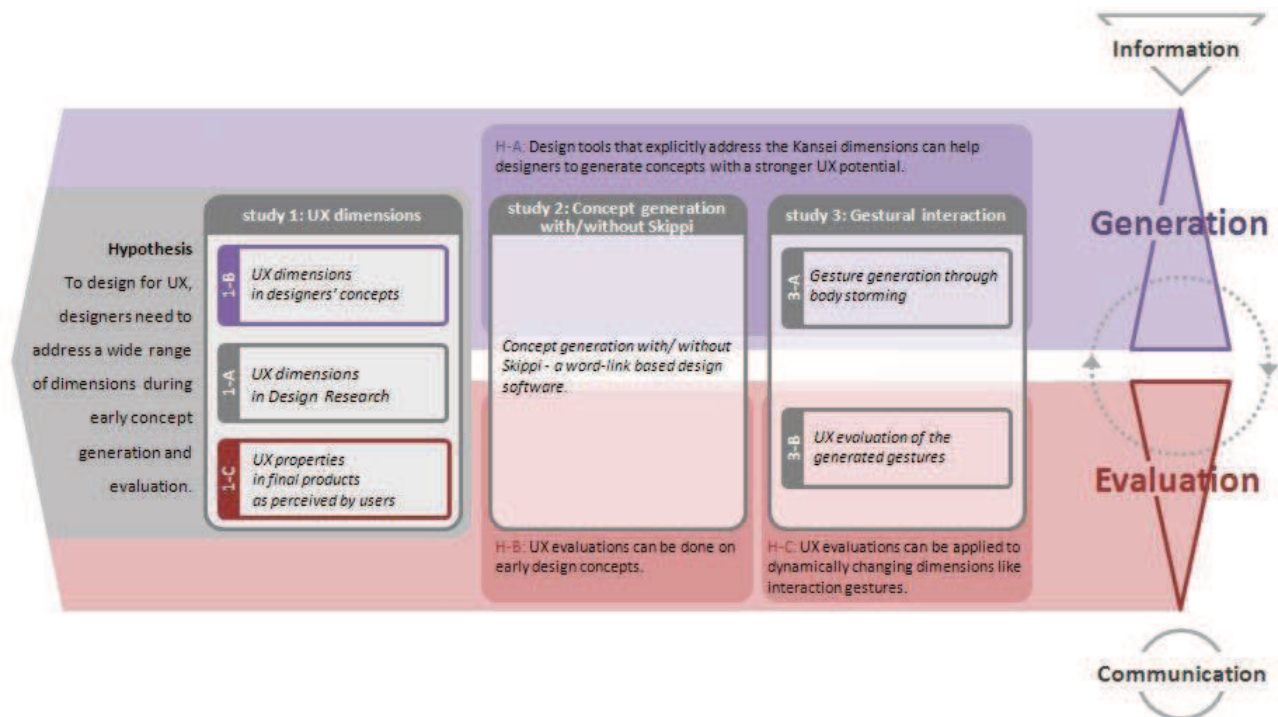 Information
H-A: Design tools that explicitly address the Kansei dimensions can help
designers to generate concepts with a stronger UX potential.
Hypothesis
To design for UX,
designers need to
address a wide range
of dimensions during
early concept
generation and
evaluation.
study 1: UX dimensions
1-B
UX dimensions
in designers' concepts
1-A
UX dimensions
in Design Research
1-C
UX properties
in final products
as perceived by users
study 2: Concept generation
with/without Skippi
Concept generation with/ without
Skippi - a word-link based design
software.
study 3: Gestural interaction
3-A
Gesture generation through
body storming
3-B
UX evaluation of the
generated gestures
H-B: UX evaluations can be done on
early design concepts.
H-C: UX evaluations can be applied to
dynamically changing dimensions like
interaction gestures.
Generation
Evaluation
Communication